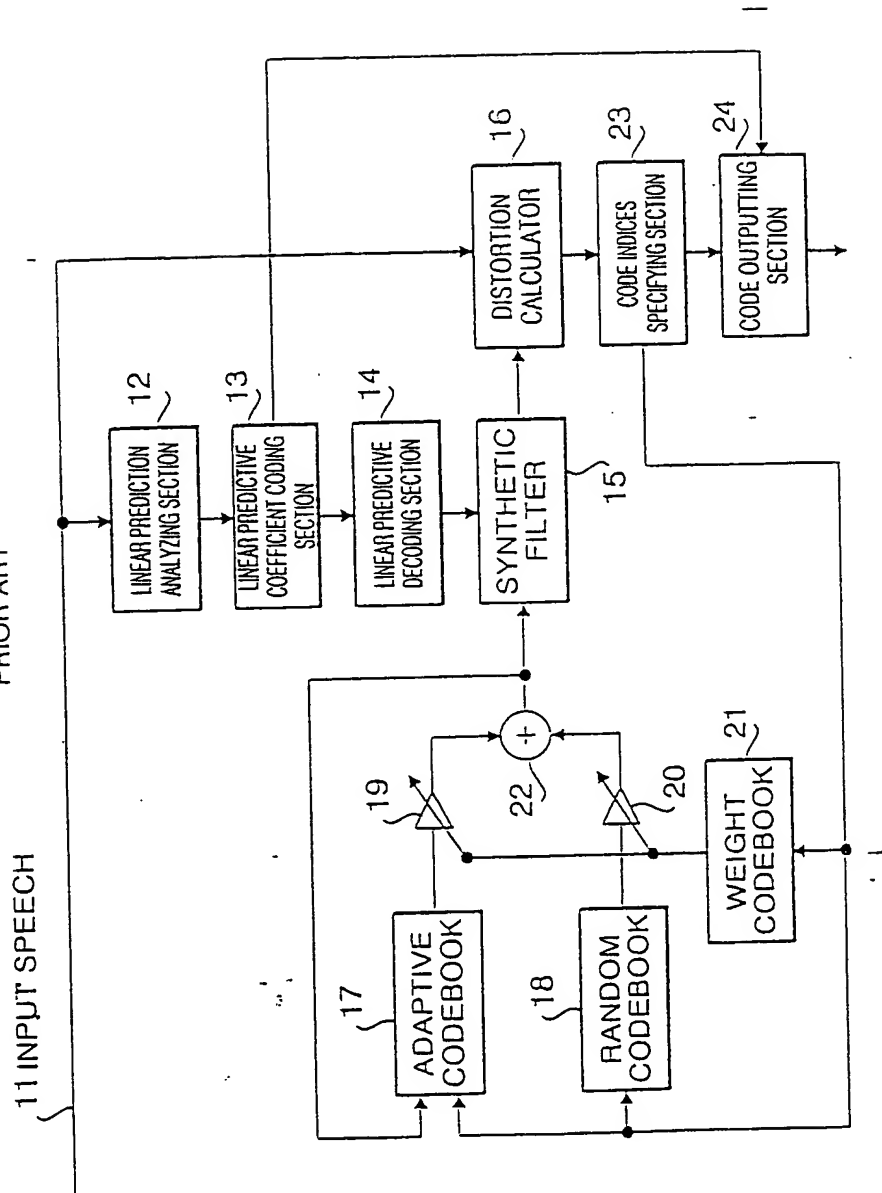 PRIOR ART
11 INPUT SPEECH
12
LINEAR PREDICTION
ANALYZING SECTION
13
LINEAR PREDICTIVE
COEFFICIENT CODING
SECTION
14
LINEAR PREDICTIVE
DECODING SECTION
SYNTHETIC
FILTER
15
16
DISTORTION
CALCULATOR
23
CODE INDICES
SPECIFYING SECTION
24
CODE OUTPUTTING
SECTION
17
ADAPTIVE
CODEBOOK
19
+
22
18
RANDOM
CODEBOOK
20
21
WEIGHT
CODEBOOK